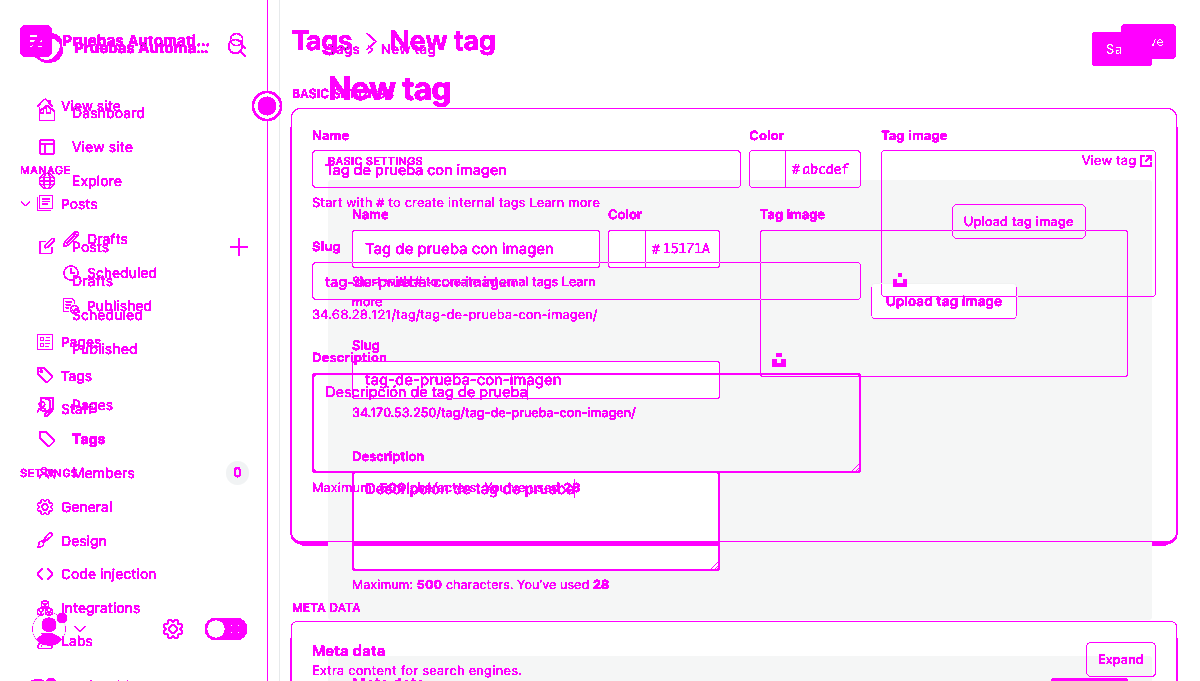 Pruebas Automati...
Pruebas Automa...
Tags > New tag
Tags > New tag
New tag
View site
Dashboard
View site
MANAGE
Explore
Posts
Drafts
Posts
Scheduled
Drafts
Published
Scheduled
Pages
Published
Tags
Staff
Pages
Tags
SETTINGS
Members 0
General
Design
Code injection
Integrations
Labs
BASIC SETTINGS
Name
Color
Tag image
BASIC SETTINGS
Tag de prueba con imagen
#abcdef
View tag
Start with # to create internal tags Learn more
Name
Color
Tag image
Upload tag image
Slug
Tag de prueba con imagen
#15171A
tag-de-prueba-con-imagen
Start with # to create internal tags Learn
more
Upload tag image
34.68.28.121/tag/tag-de-prueba-con-imagen/
Slug
Description
tag-de-prueba-con-imagen
Descripción de tag de prueba
34.170.53.250/tag/tag-de-prueba-con-imagen/
Description
Maximum: 500 characters. You've used 28
Descripción de tag de prueba
Maximum: 500 characters. You've used 28
META DATA
Meta data
Expand
Extra content for search engines.